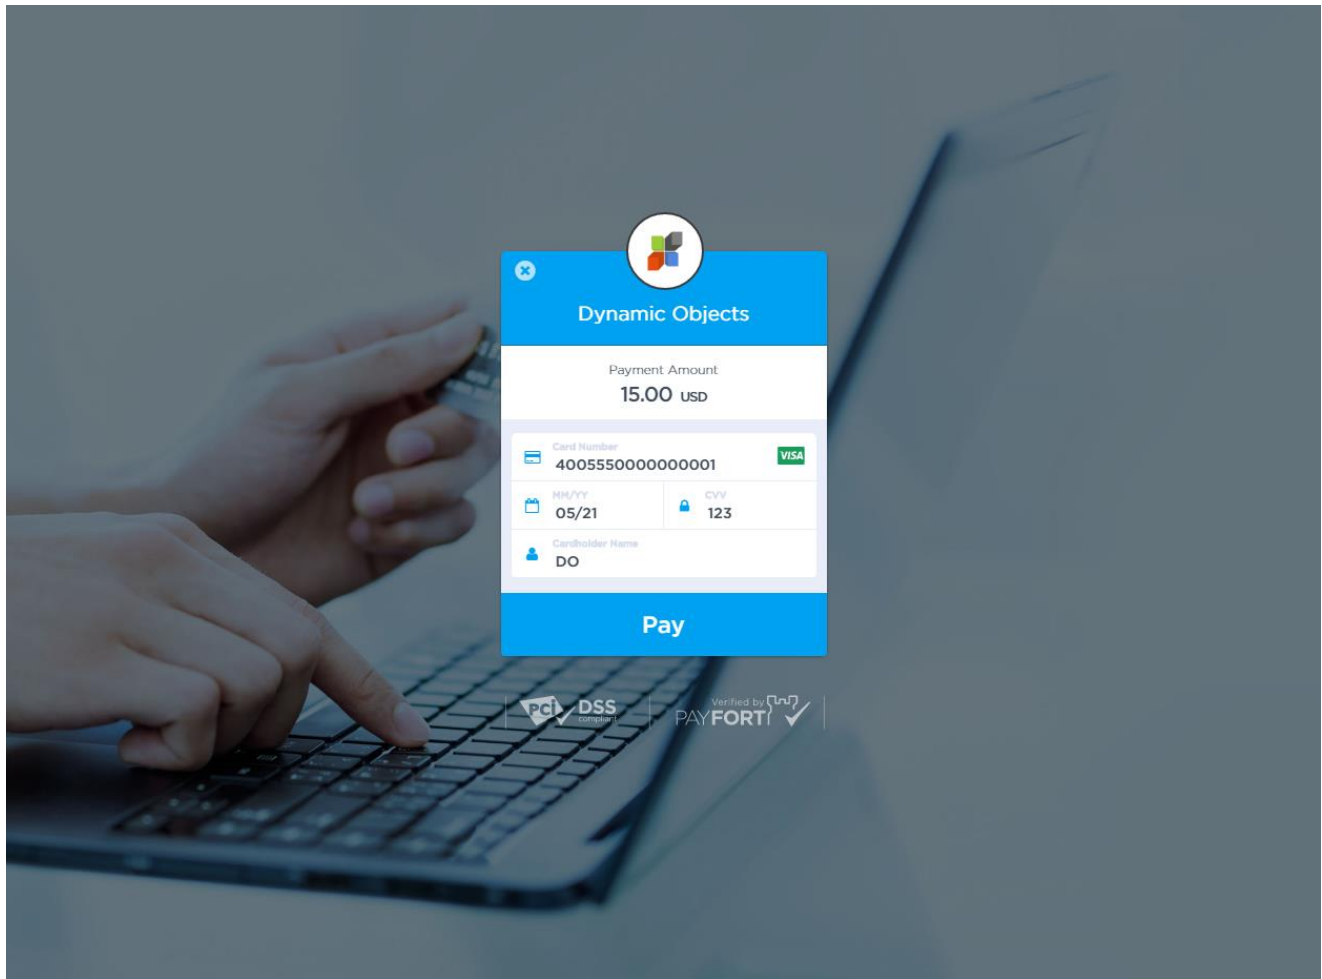 Dynamic Objects
Payment Amount
15.00 USD
Card Number
4005550000000001
VISA
MM/YY
05/21
CVV
123
Cardholder Name
DO
Pay
PCI DSS
compliant
Verified by
PAYFORT